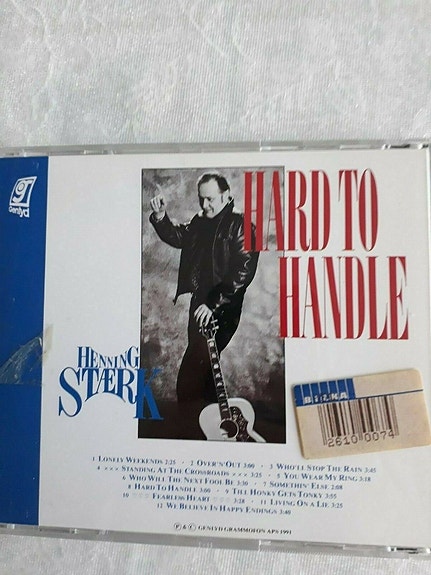 Genlyd
HARD TO
HANDLE
HENNING
STÆRK
BILKA
2610 0074
1 LONELY WEEKENDS 2:25 · 2 OVER'N'OUT 3:00 · 3 WHO'LL STOP THE RAIN 3:45
4 ××× STANDING AT THE CROSSROADS ××× 3:25 · 5 YOU WEAR MY RING 3:18
6 WHO WILL THE NEXT FOOL BE 3:30 · 7 SOMETHIN' ELSE 2:08
8 HARD TO HANDLE 3:00 · 9 TILL HONKY GETS TONKY 3:55
10 ♡♡♡ FEARLESS HEART ♡♡♡ 3:28 · 11 LIVING ON A LIE 3:25
12 WE BELIEVE IN HAPPY ENDINGS 3:40
Ⓟ & © GENLYD GRAMMOFON APS 1991